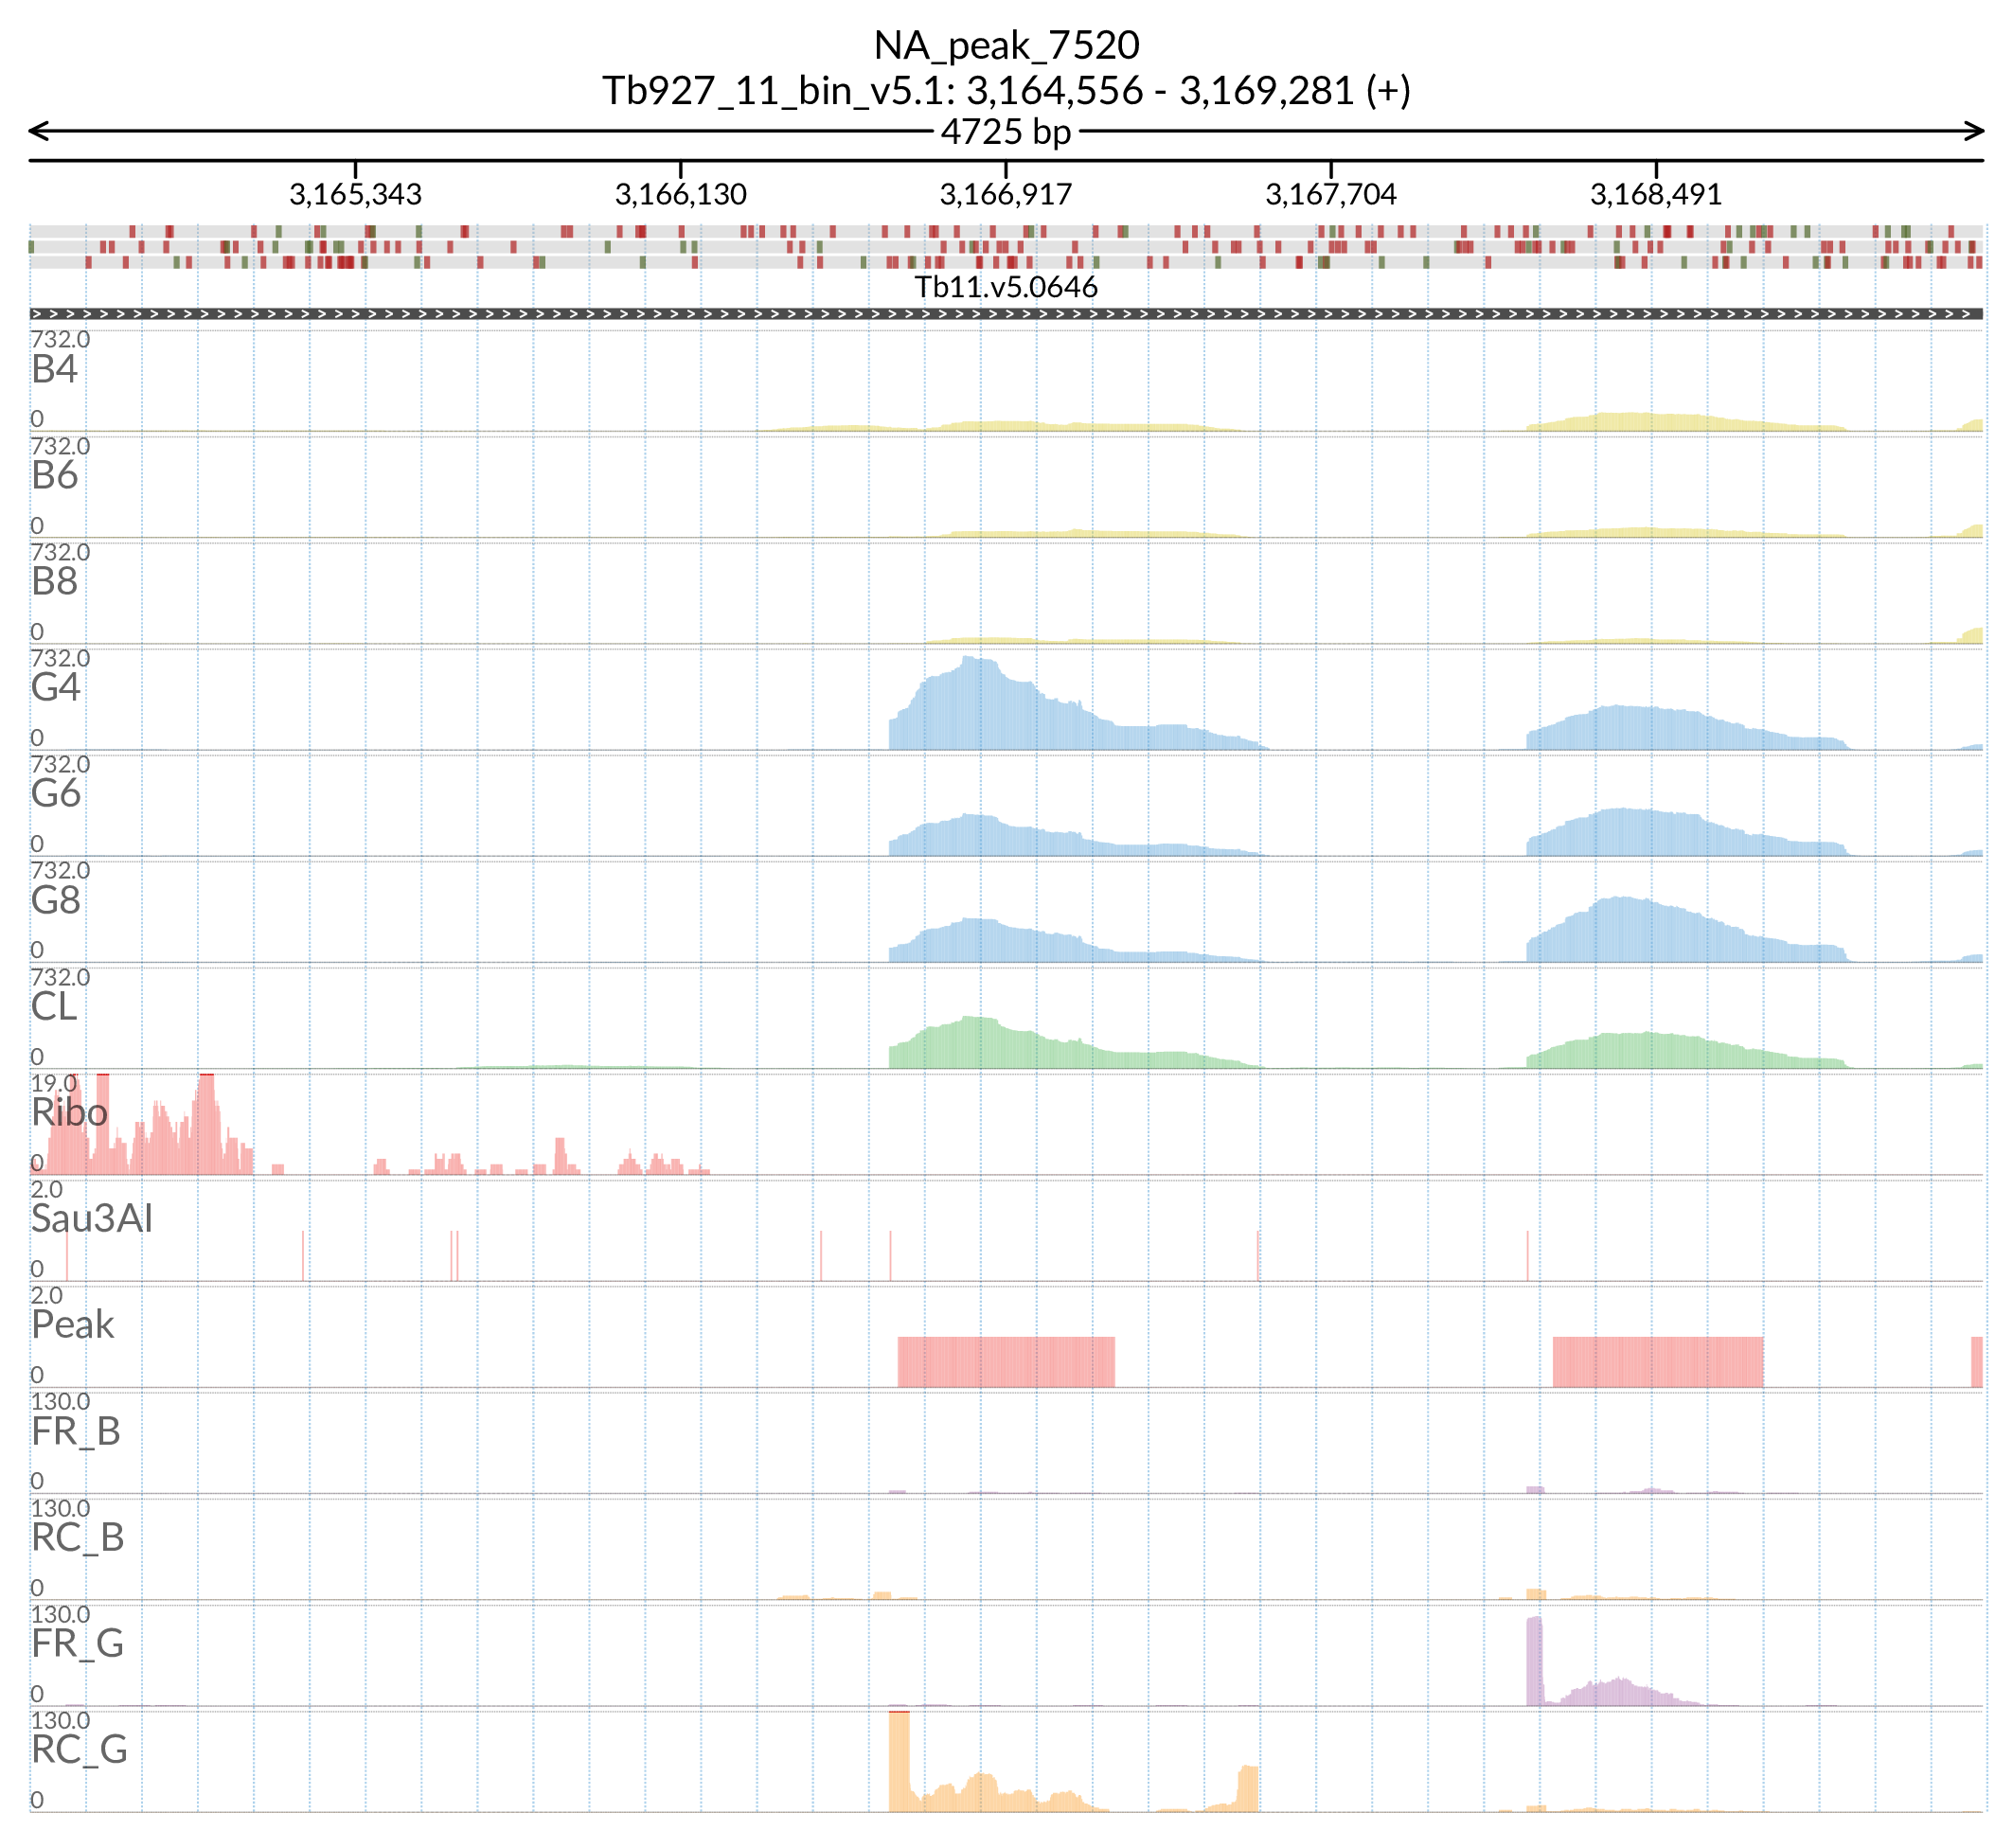 NA_peak_7520
Tb927_11_bin_v5.1: 3,164,556 - 3,169,281 (+)
4725 bp
3,165,343 3,166,130 3,166,917 3,167,704 3,168,491
Tb11.v5.0646
732.0
B4
0
732.0
B6
0
732.0
B8
0
732.0
G4
0
732.0
G6
0
732.0
G8
0
732.0
CL
0
19.0
Ribo
0
2.0
Sau3AI
0
2.0
Peak
0
130.0
FR_B
0
130.0
RC_B
0
130.0
FR_G
0
130.0
RC_G
0